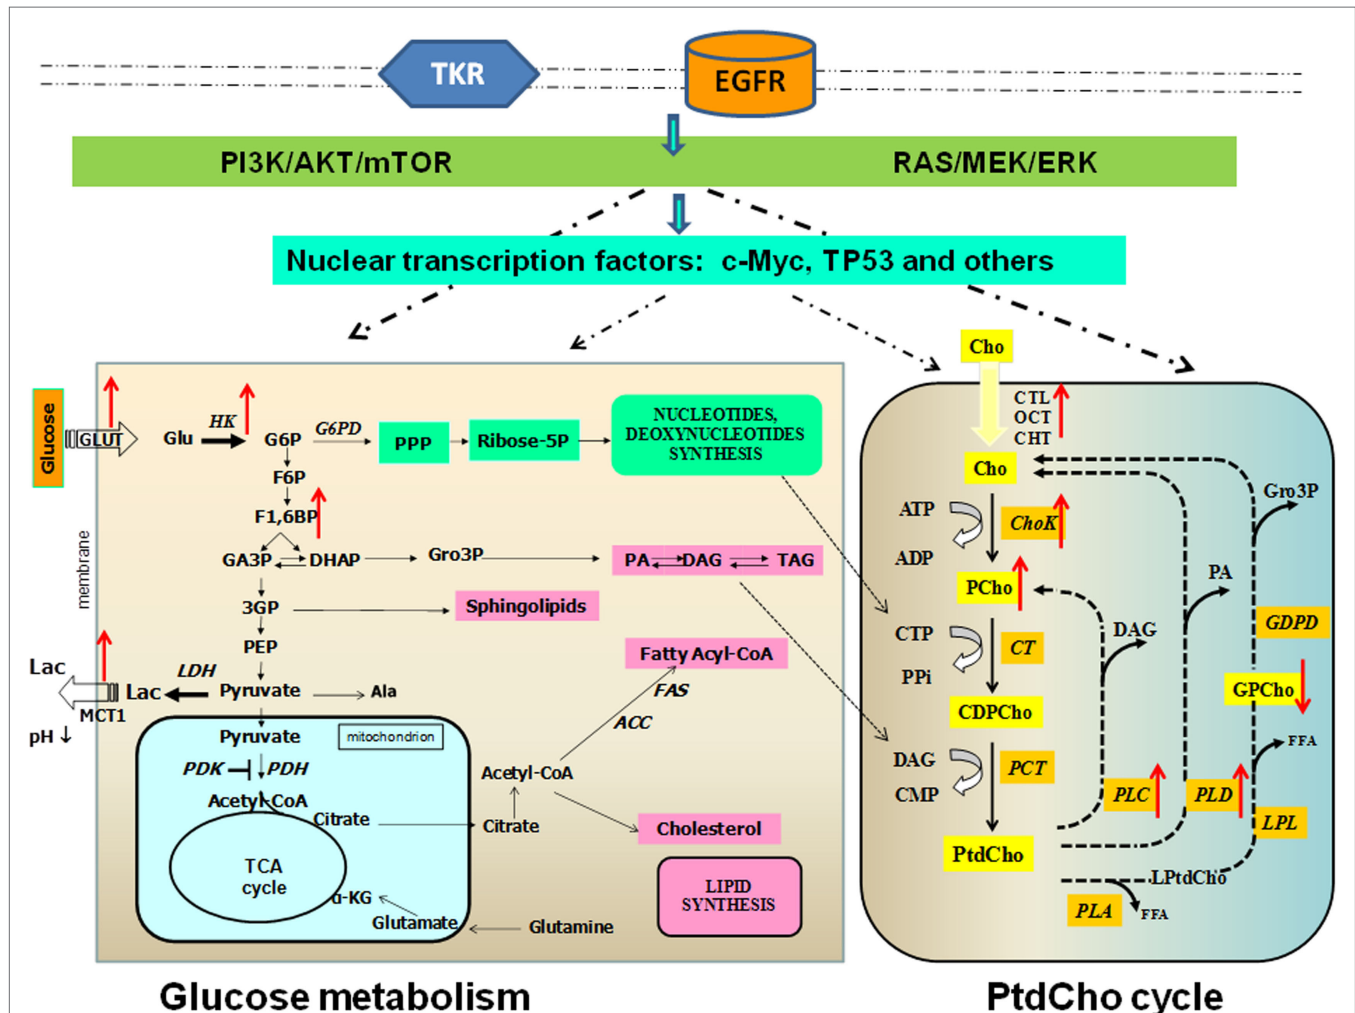 TKR
EGFR
PI3K/AKT/mTOR
RAS/MEK/ERK
Nuclear transcription factors: c-Myc, TP53 and others
Glucose
GLUT
Glu
HK
G6P
G6PD
PPP
Ribose-5P
NUCLEOTIDES,
DEOXYNUCLEOTIDES
SYNTHESIS
F6P
F1,6BP
GA3P
DHAP
Gro3P
PA
DAG
TAG
membrane
3GP
Sphingolipids
PEP
Fatty Acyl-CoA
Lac
LDH
Lac
Pyruvate
Ala
FAS
MCT1
pH ↓
Pyruvate
mitochondrion
ACC
PDK
PDH
Acetyl-CoA
Acetyl-CoA
Citrate
Citrate
Cholesterol
TCA
cycle
α-KG
Glutamate
Glutamine
LIPID
SYNTHESIS
Glucose metabolism
Cho
CTL
OCT
CHT
Cho
Gro3P
ATP
ChoK
ADP
PCho
PA
DAG
GDPD
CTP
CT
PPi
GPCho
CDPCho
FFA
DAG
PCT
CMP
PLC
PLD
LPL
PtdCho
LPtdCho
PLA
FFA
PtdCho cycle